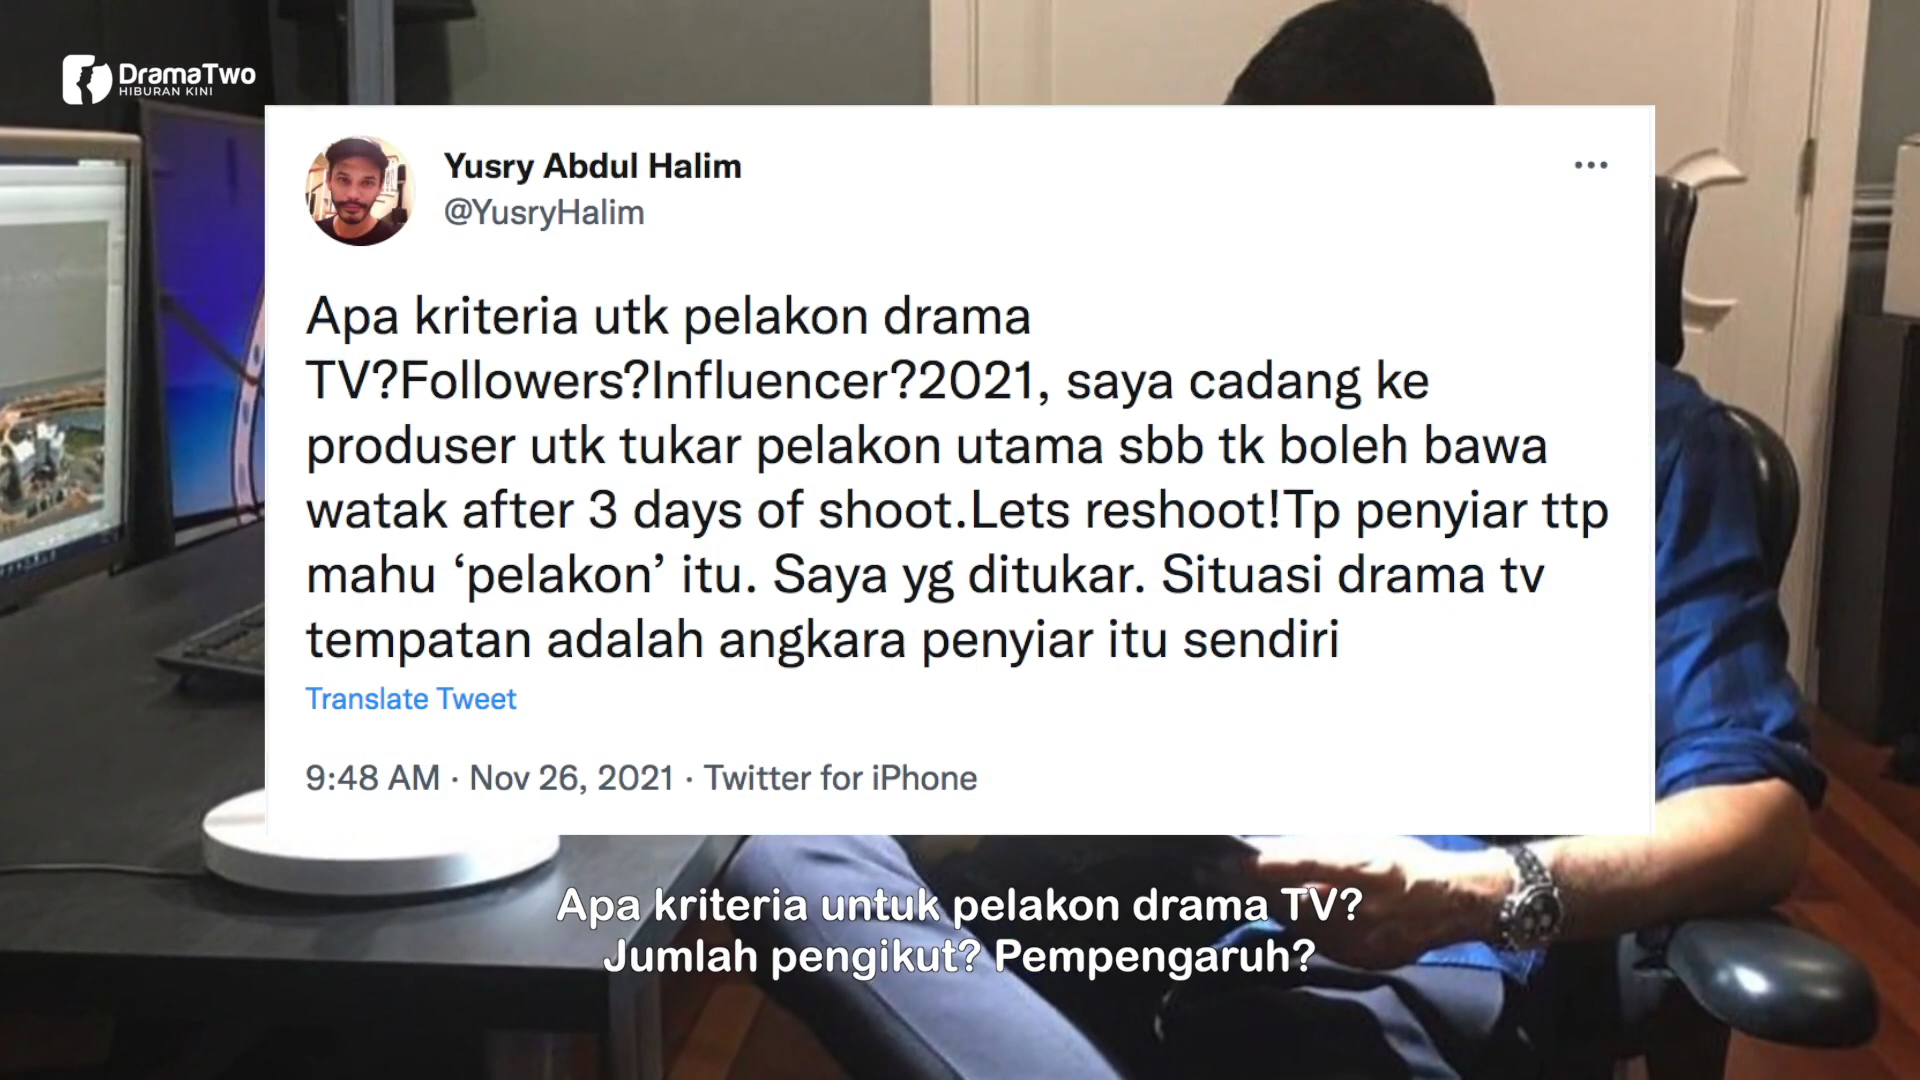 DramaTwo
HIBURAN KINI
Yusry Abdul Halim
@YusryHalim
Apa kriteria utk pelakon drama
TV?Followers?Influencer?2021, saya cadang ke
produser utk tukar pelakon utama sbb tk boleh bawa
watak after 3 days of shoot.Lets reshoot!Tp penyiar ttp
mahu ‘pelakon’ itu. Saya yg ditukar. Situasi drama tv
tempatan adalah angkara penyiar itu sendiri
Translate Tweet
9:48 AM · Nov 26, 2021 · Twitter for iPhone
Apa kriteria untuk pelakon drama TV?
Jumlah pengikut? Pempengaruh?